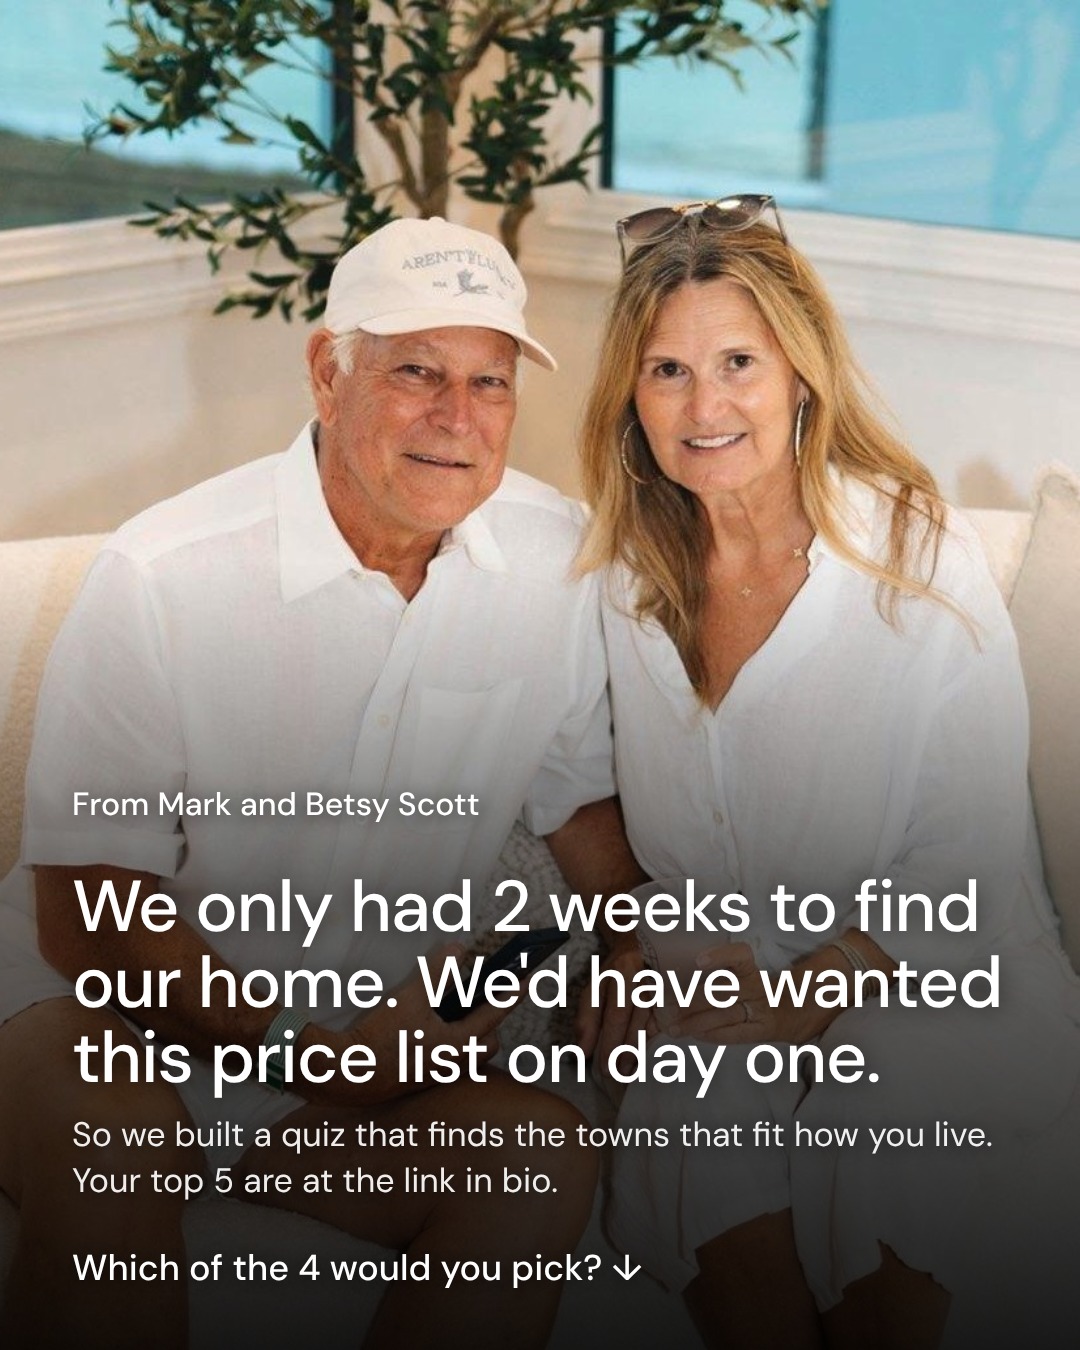 From Mark and Betsy Scott
We only had 2 weeks to find
our home. We'd have wanted
this price list on day one.
So we built a quiz that finds the towns that fit how you live.
Your top 5 are at the link in bio.
Which of the 4 would you pick? ↓